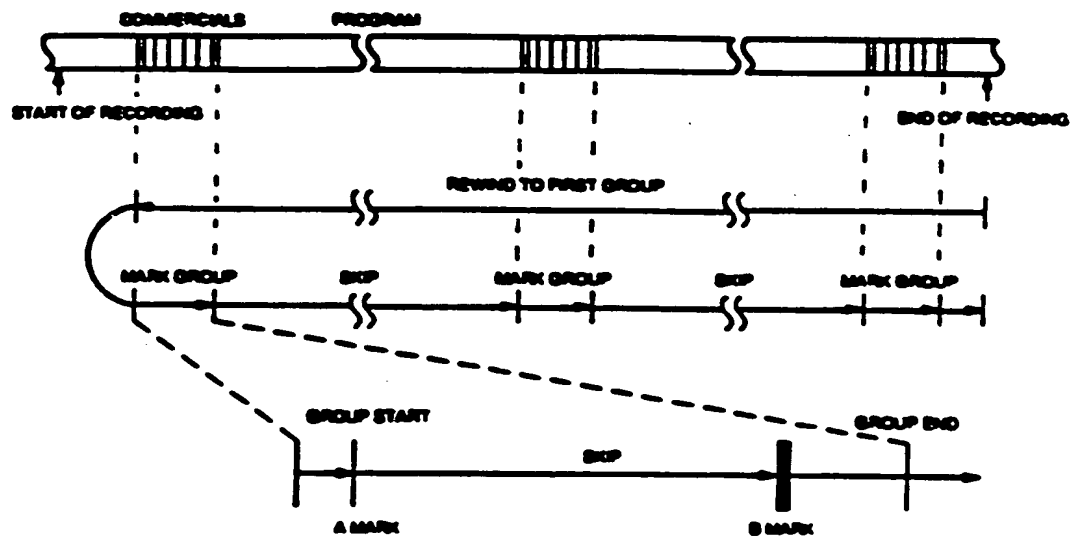 COMMERCIALS PROGRAM
START OF RECORDING END OF RECORDING
REWIND TO FIRST GROUP
MARK GROUP SKIP MARK GROUP SKIP MARK GROUP
GROUP START GROUP END
SKIP
A MARK B MARK